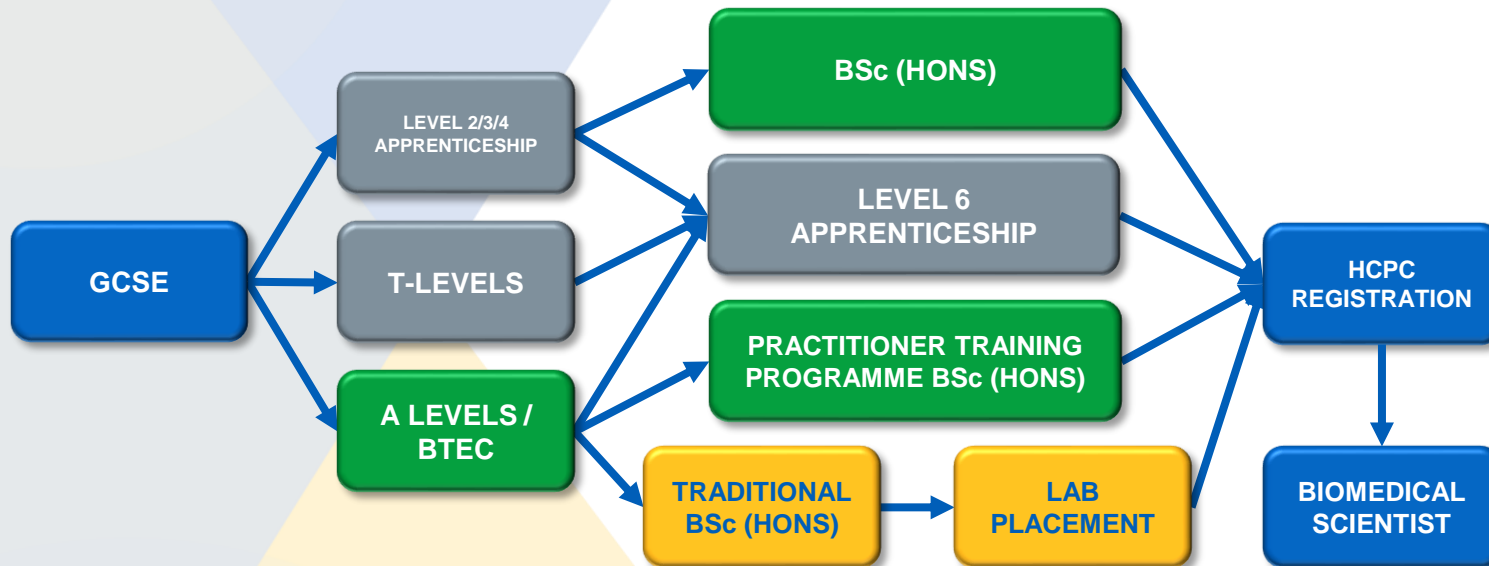 BSc (HONS)
LEVEL 2/3/4
APPRENTICESHIP
LEVEL 6
APPRENTICESHIP
GCSE
T-LEVELS
HCPC
REGISTRATION
PRACTITIONER TRAINING
PROGRAMME BSc (HONS)
A LEVELS /
BTEC
TRADITIONAL
BSc (HONS)
LAB
PLACEMENT
BIOMEDICAL
SCIENTIST